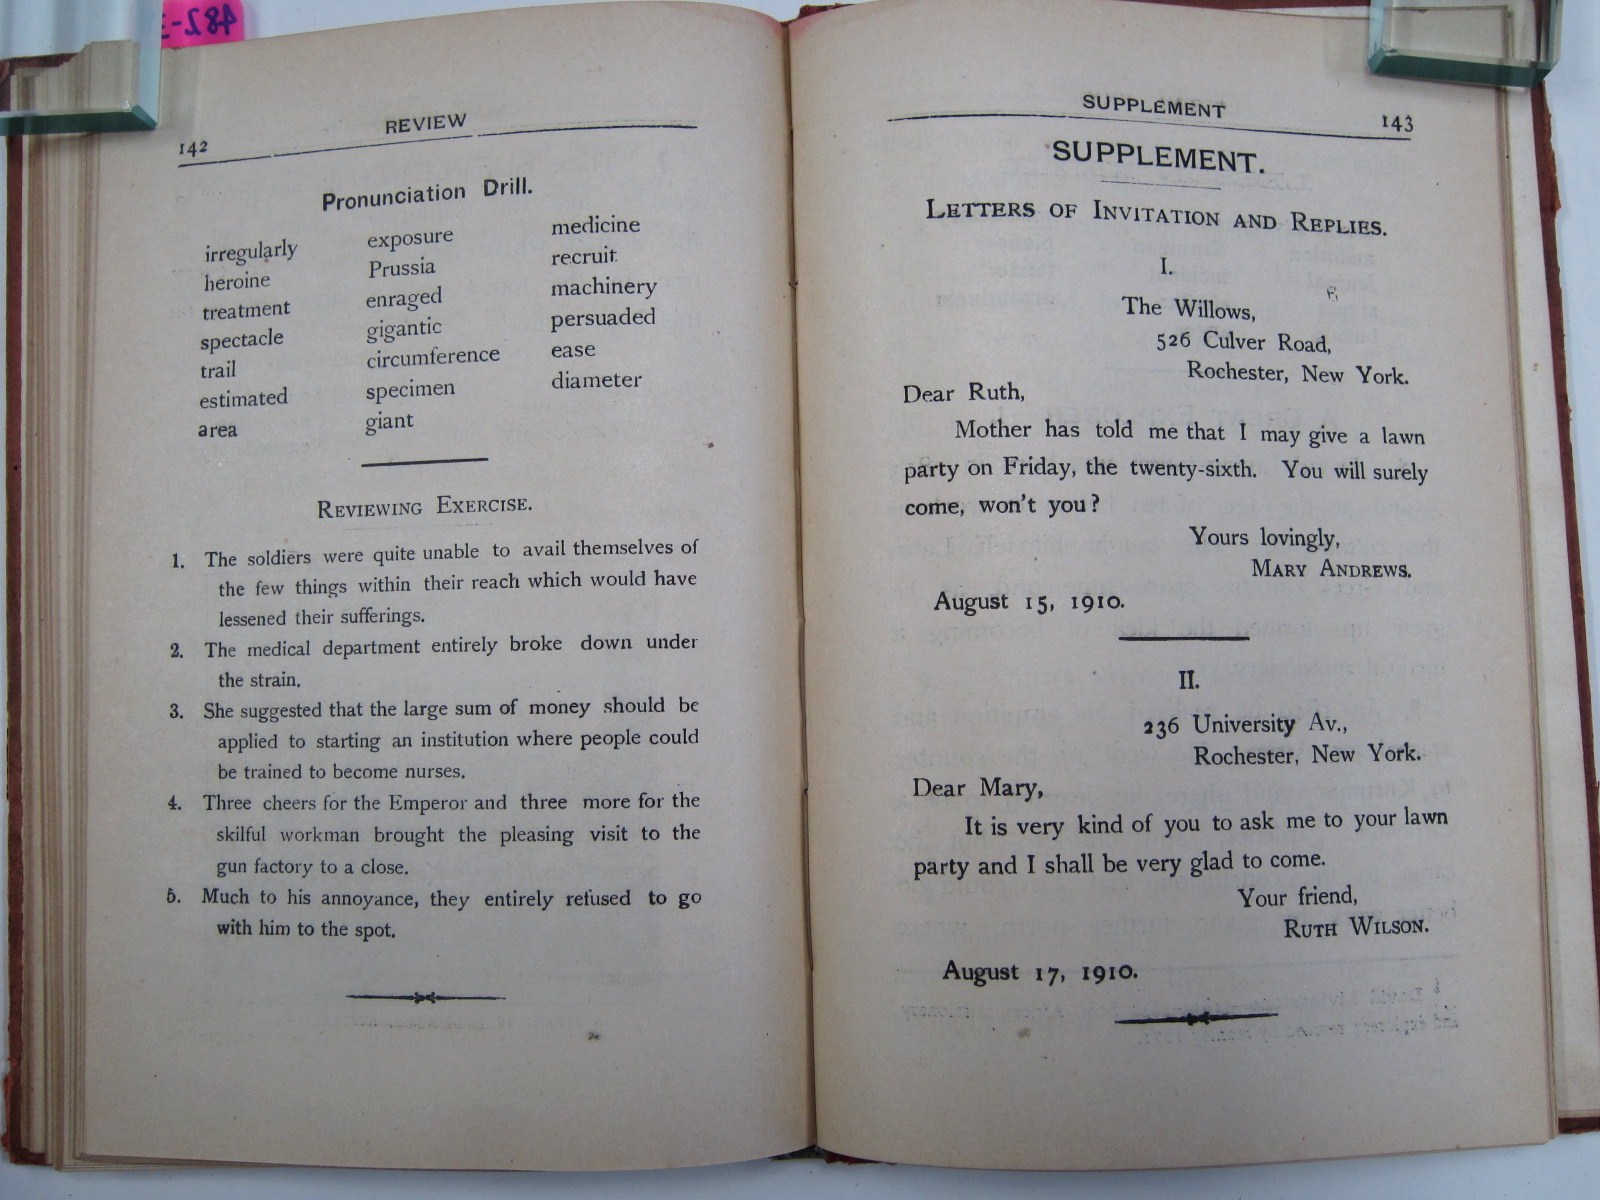 482-3
142
REVIEW
Pronunciation Drill.
irregularly
heroine
treatment
spectacle
trail
estimated
area
exposure
Prussia
enraged
gigantic
circumference
specimen
giant
medicine
recruit
machinery
persuaded
ease
diameter
REVIEWING EXERCISE.
1. The soldiers were quite unable to avail themselves of
the few things within their reach which would have
lessened their sufferings.
2. The medical department entirely broke down under
the strain.
3. She suggested that the large sum of money should be
applied to starting an institution where people could
be trained to become nurses.
4. Three cheers for the Emperor and three more for the
skilful workman brought the pleasing visit to the
gun factory to a close.
5. Much to his annoyance, they entirely refused to go
with him to the spot.
SUPPLEMENT
143
SUPPLEMENT.
LETTERS OF INVITATION AND REPLIES.
I.
The Willows,
526 Culver Road,
Rochester, New York.
Dear Ruth,
Mother has told me that I may give a lawn
party on Friday, the twenty-sixth. You will surely
come, won't you?
Yours lovingly,
MARY ANDREWS.
August 15, 1910.
II.
236 University Av.,
Rochester, New York.
Dear Mary,
It is very kind of you to ask me to your lawn
party and I shall be very glad to come.
Your friend,
RUTH WILSON.
August 17, 1910.